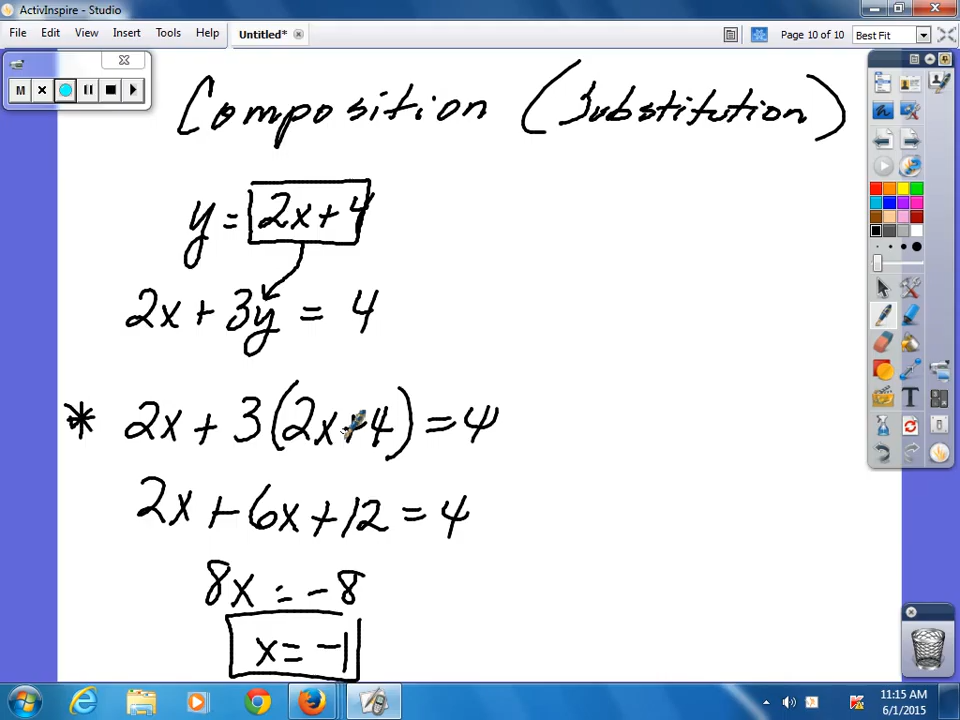 ActivInspire - Studio
File Edit View Insert Tools Help Untitled* Page 10 of 10 Best Fit
M
Composition (Substitution)
y = 2x+4
2x + 3y = 4
* 2x + 3(2x+4) = 4
2x + 6x + 12 = 4
8x = -8
x = -1
11:15 AM
6/1/2015